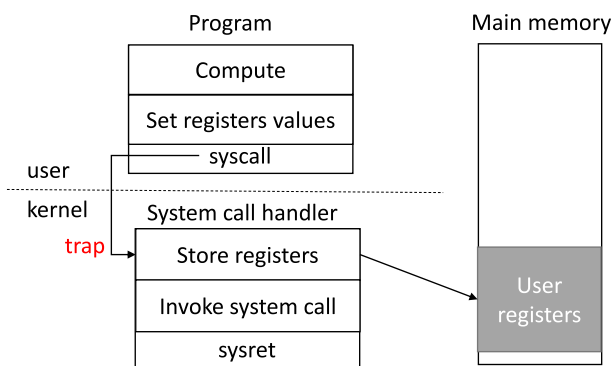 Program
Main memory
Compute
Set registers values
syscall
user
kernel
System call handler
trap
Store registers
Invoke system call
sysret
User
registers